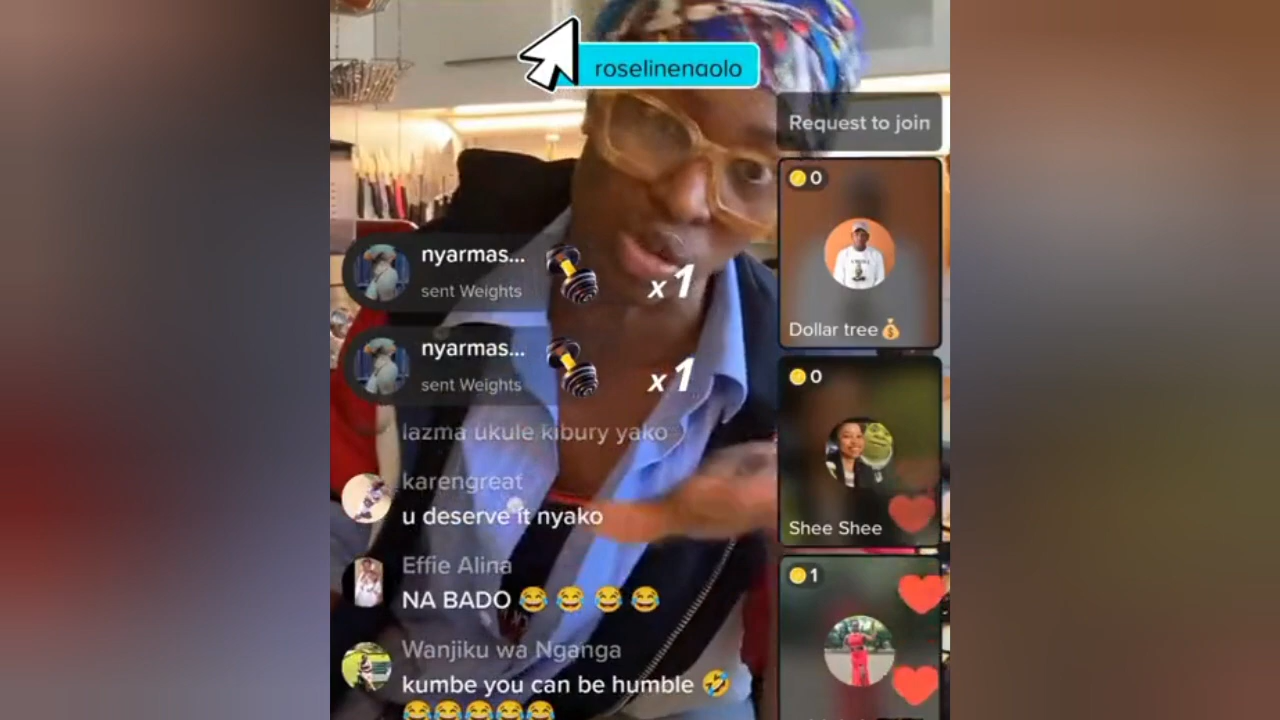 roselinenaolo
Request to join
0
nyarmas...
sent Weights
x1
Dollar tree💰
nyarmas...
sent Weights
x1
0
lazma ukule kibury yako
karengreat
u deserve it nyako
Shee Shee
Effie Alina
NA BADO 😂 😂 😂 😂
1
Wanjiku wa Nganga
kumbe you can be humble 🤣
😂😂😂😂😂